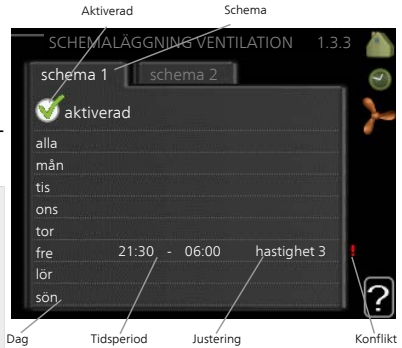 Aktiverad Schema
SCHEMALÄGGNING VENTILATION 1.3.3
schema 1 schema 2
aktiverad
alla
mån
tis
ons
tor
fre 21:30 - 06:00 hastighet 3 !
lör
sön
?
Dag Tidsperiod Justering Konflikt